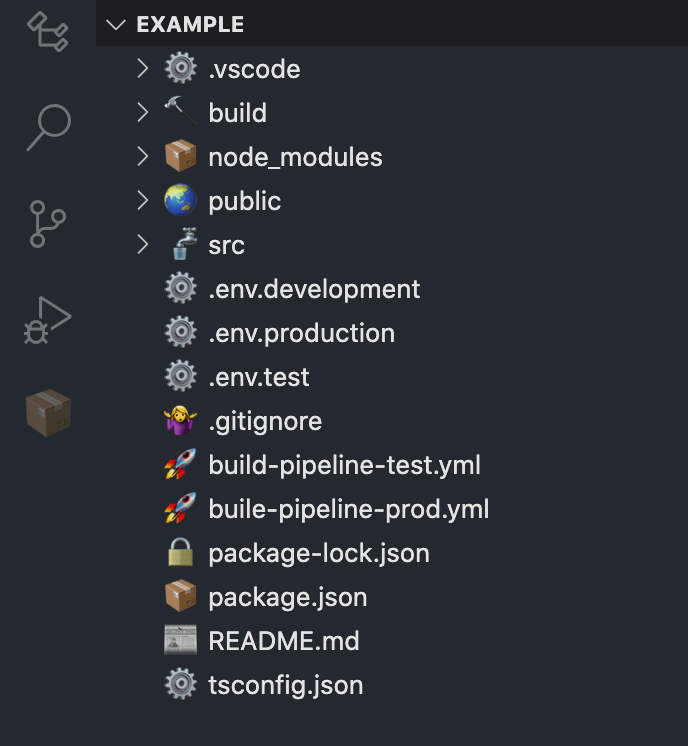 EXAMPLE
.vscode
build
node_modules
public
src
.env.development
.env.production
.env.test
.gitignore
build-pipeline-test.yml
buile-pipeline-prod.yml
package-lock.json
package.json
README.md
tsconfig.json